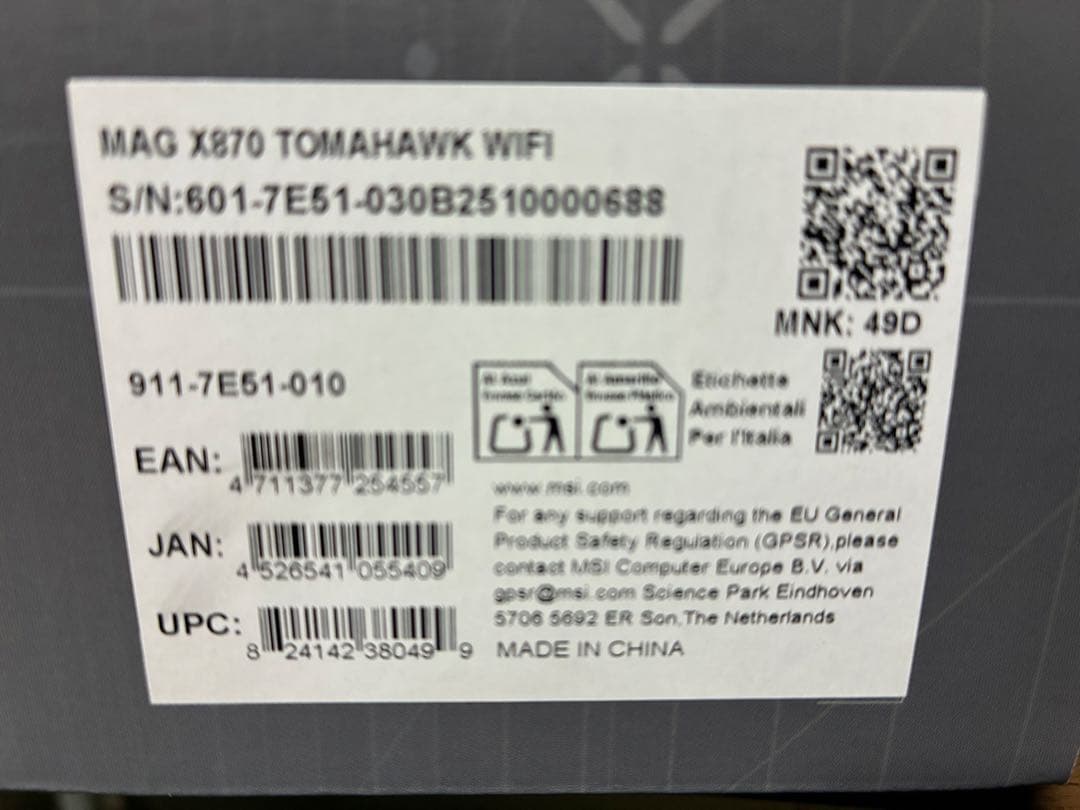 MAG X870 TOMAHAWK WIFI
S/N:601-7E51-030B2510000688
MNK: 49D
911-7E51-010
Etichette
Ambientali
Per l'Italia
EAN:
4 711377 254557
JAN:
4 526541 055409
UPC:
8 24142 38049 9
www.msi.com
For any support regarding the EU General
Product Safety Regulation (GPSR),please
contact MSI Computer Europe B.V. via
gpsr@msi.com Science Park Eindhoven
5706 5692 ER Son,The Netherlands
MADE IN CHINA